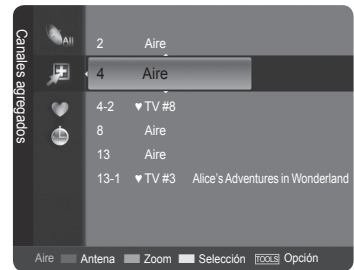 Canales agregados
All
2 Aire
4 Aire
4-2 ♥ TV #8
8 Aire
13 Aire
13-1 ♥ TV #3 Alice's Adventures in Wonderland
Aire Antena Zoom Selección TOOLS Opción